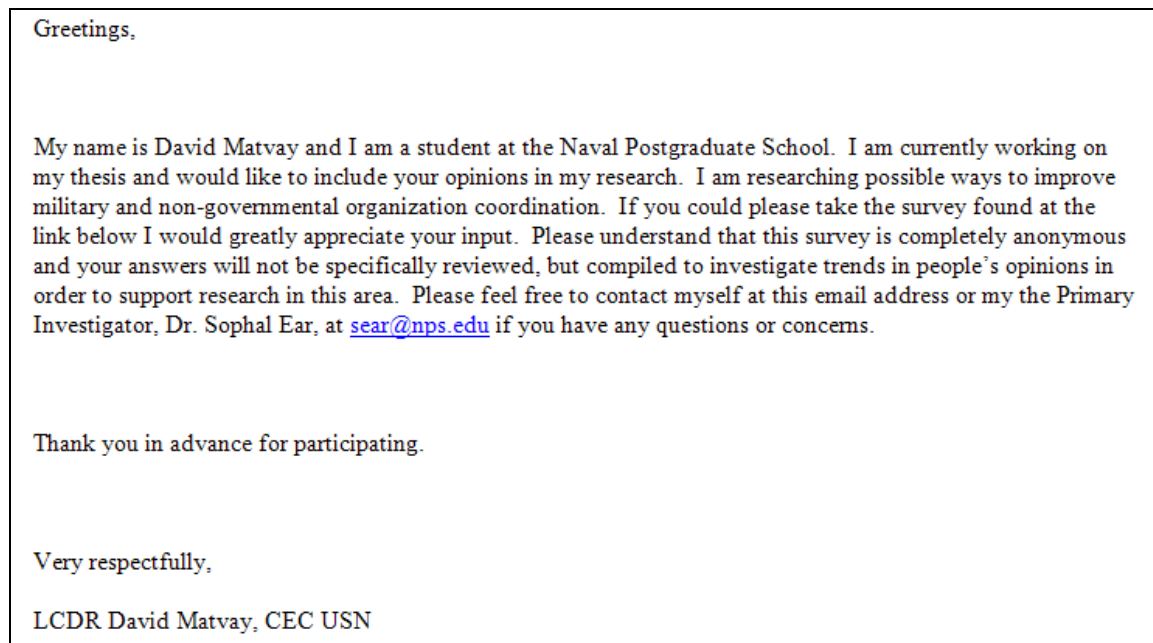 Greetings,
My name is David Matvay and I am a student at the Naval Postgraduate School.  I am currently working on
my thesis and would like to include your opinions in my research.  I am researching possible ways to improve
military and non-governmental organization coordination.  If you could please take the survey found at the
link below I would greatly appreciate your input.  Please understand that this survey is completely anonymous
and your answers will not be specifically reviewed, but compiled to investigate trends in people’s opinions in
order to support research in this area.  Please feel free to contact myself at this email address or my the Primary
Investigator, Dr. Sophal Ear, at sear@nps.edu if you have any questions or concerns.
Thank you in advance for participating.
Very respectfully,
LCDR David Matvay, CEC USN